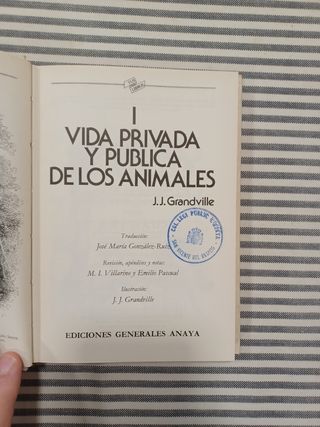 I
VIDA PRIVADA
Y PUBLICA
DE LOS ANIMALES
J.J. Grandville
Traducción:
José María González-Ruiz
Revisión, apéndices y notas:
M. I. Villarino y Emilio Pascual
Ilustración:
J. J. Grandville
EDICIONES GENERALES ANAYA